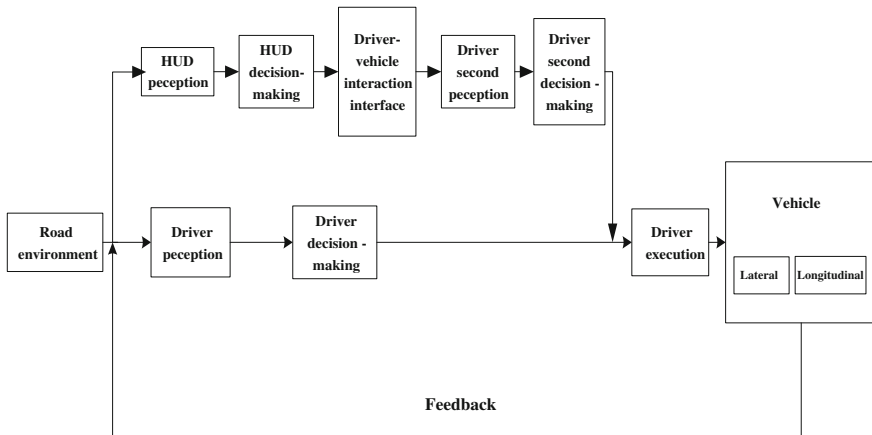 HUD
peception
HUD
decision-
making
Driver-
vehicle
interaction
interface
Driver
second
peception
Driver
second
decision -
making
Road
environment
Driver
peception
Driver
decision -
making
Driver
execution
Vehicle
Lateral
Longitudinal
Feedback